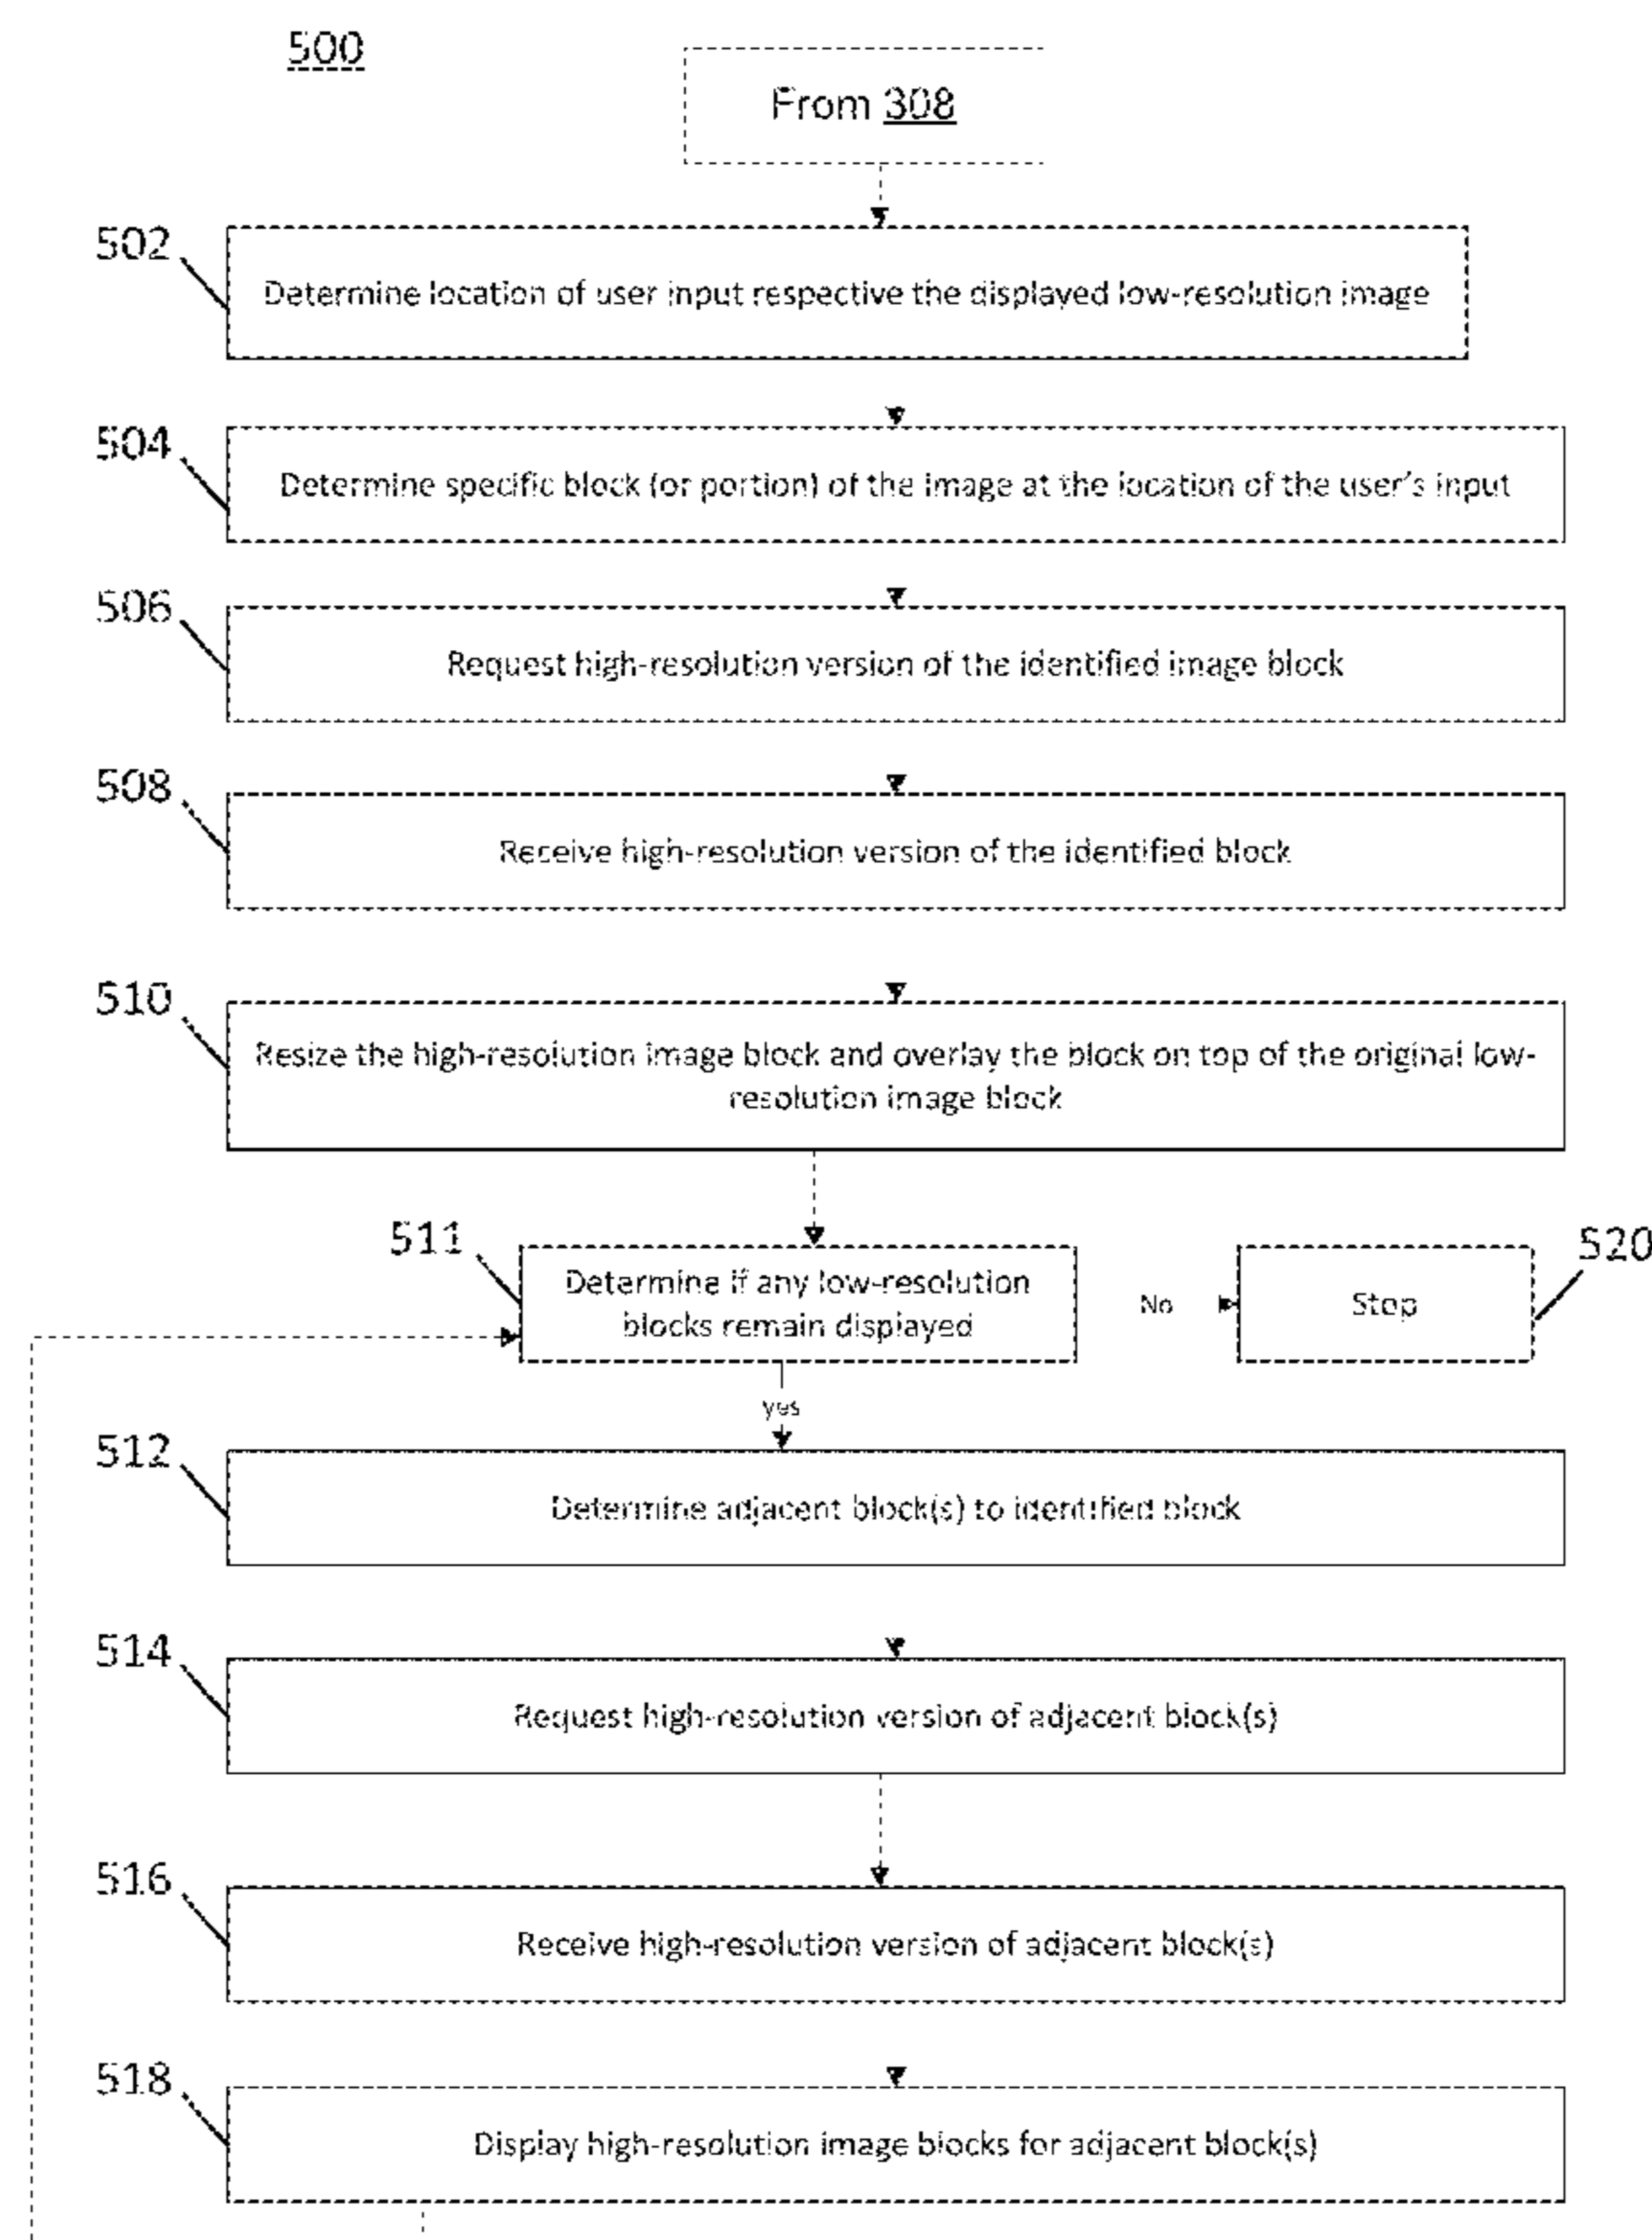 500
From 308
502
Determine location of user input respective the displayed low-resolution image
504
Determine specific block (or portion) of the image at the location of the user's input
506
Request high-resolution version of the identified image block
508
Receive high-resolution version of the identified block
510
Resize the high-resolution image block and overlay the block on top of the original low-
resolution image block
511
Determine if any low-resolution
blocks remain displayed
No
Stop
520
yes
512
Determine adjacent block(s) to identified block
514
Request high-resolution version of adjacent block(s)
516
Receive high-resolution version of adjacent block(s)
518
Display high-resolution image blocks for adjacent block(s)